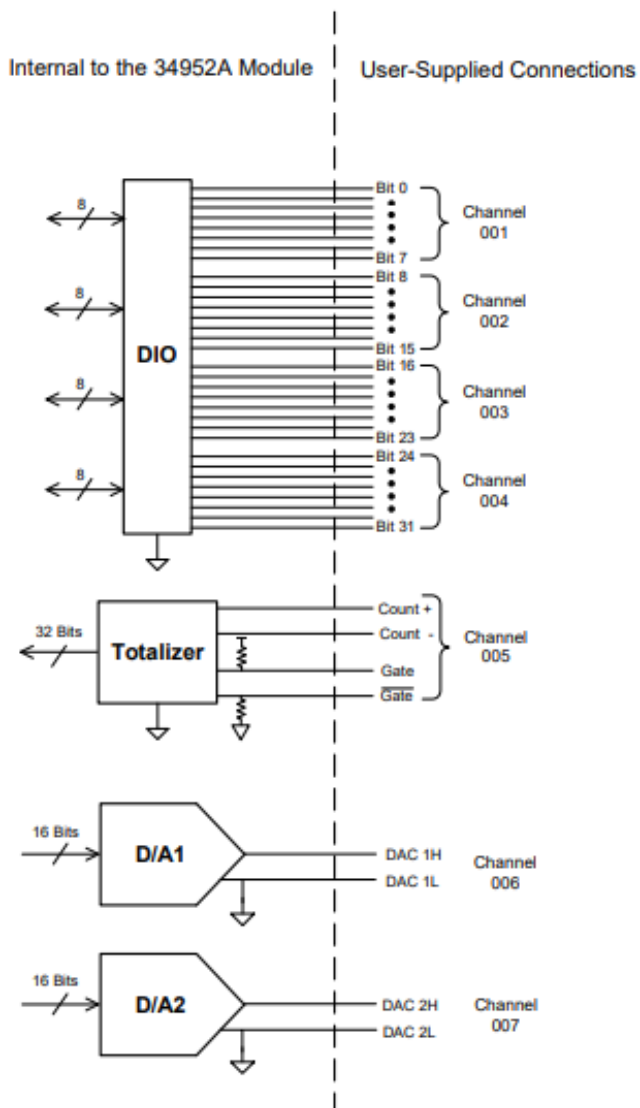 Internal to the 34952A Module
User-Supplied Connections
8
Bit 0
Channel
001
Bit 7
8
Bit 8
Channel
002
DIO
Bit 15
8
Bit 16
Channel
003
Bit 23
8
Bit 24
Channel
004
Bit 31
32 Bits
Totalizer
Count +
Count -
Gate
Gate
Channel
005
16 Bits
D/A1
DAC 1H
DAC 1L
Channel
006
16 Bits
D/A2
DAC 2H
DAC 2L
Channel
007